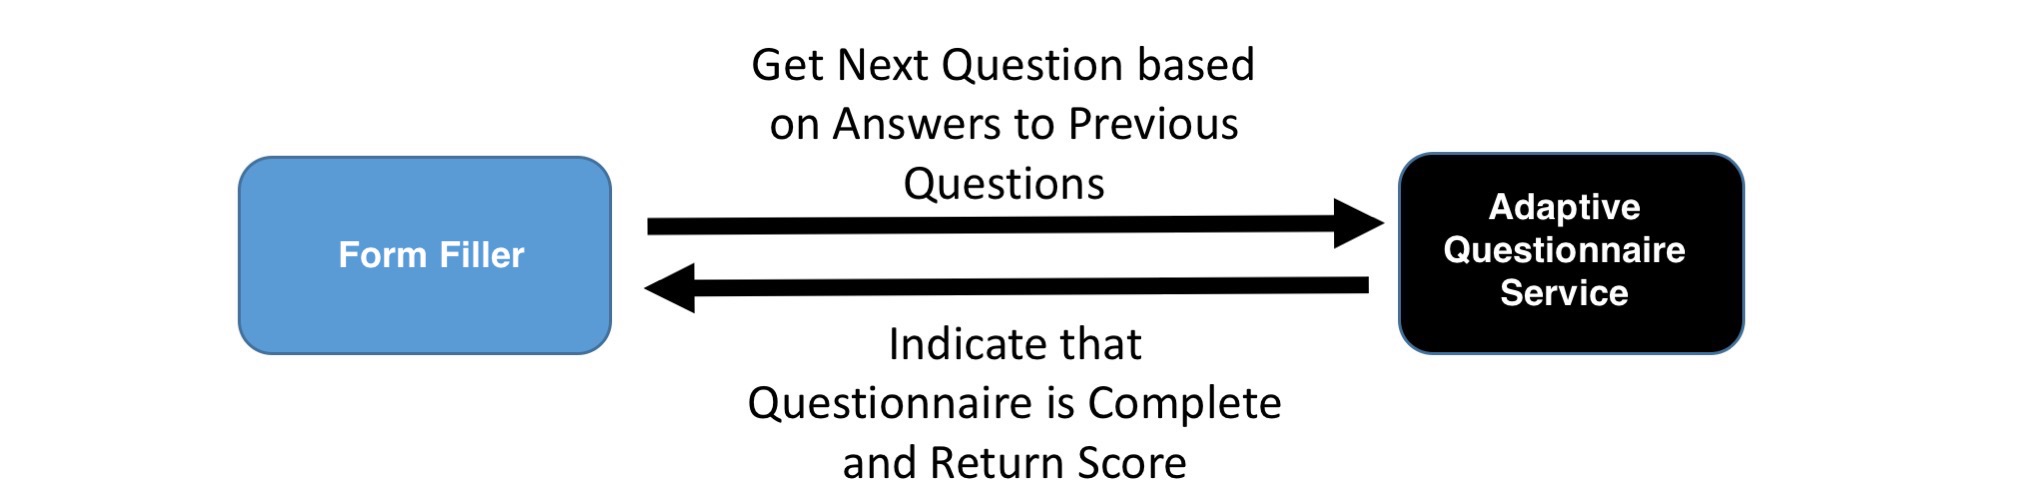 Get Next Question based
on Answers to Previous
Questions
Form Filler
Adaptive
Questionnaire
Service
Indicate that
Questionnaire is Complete
and Return Score